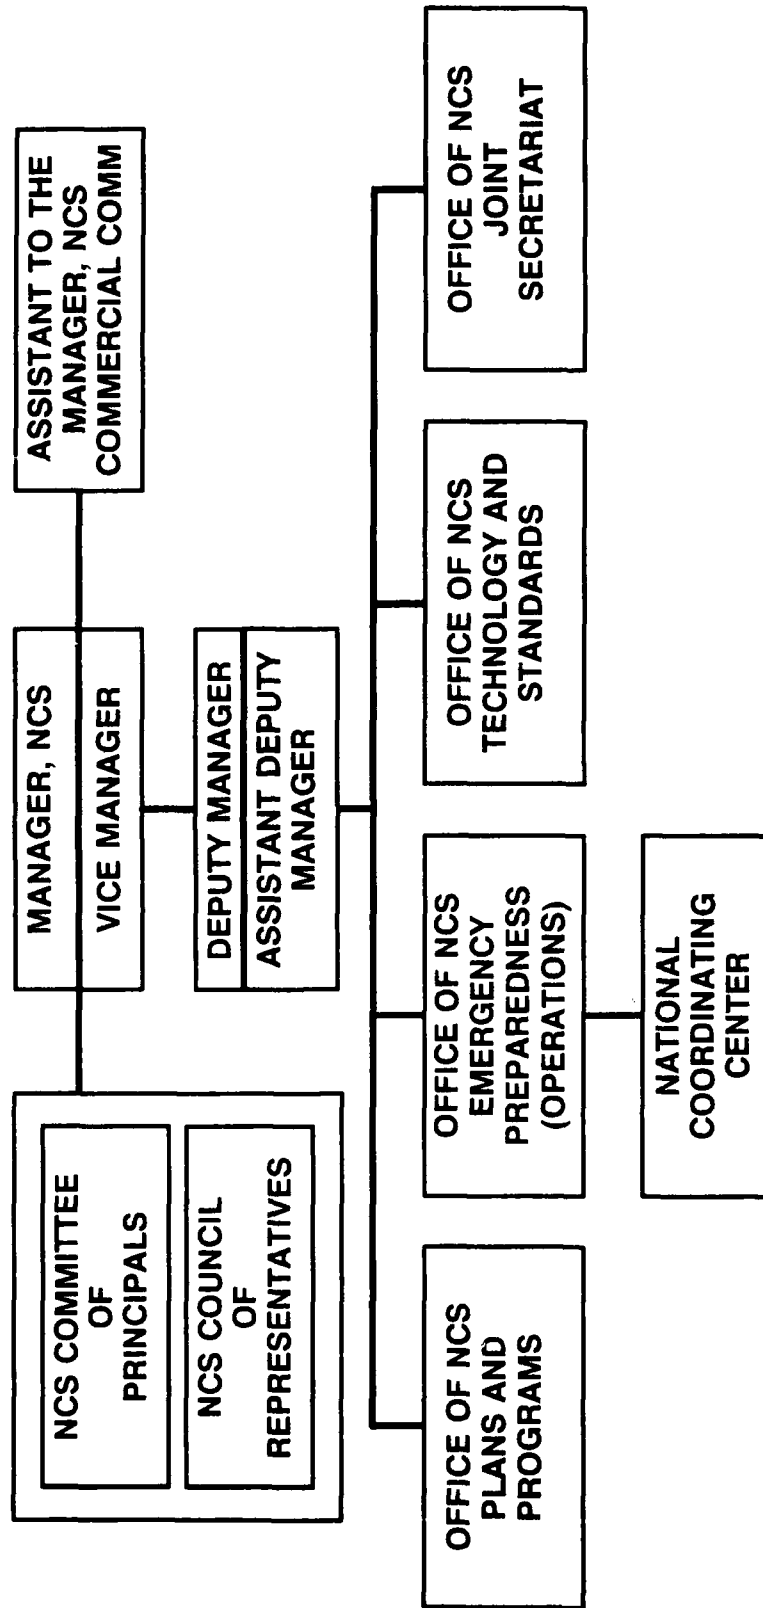 NCS COMMITTEE
OF
PRINCIPALS
NCS COUNCIL
OF
REPRESENTATIVES
MANAGER, NCS
VICE MANAGER
ASSISTANT TO THE
MANAGER, NCS
COMMERCIAL COMM
DEPUTY MANAGER
ASSISTANT DEPUTY
MANAGER
OFFICE OF NCS
PLANS AND
PROGRAMS
OFFICE OF NCS
EMERGENCY
PREPAREDNESS
(OPERATIONS)
OFFICE OF NCS
TECHNOLOGY AND
STANDARDS
OFFICE OF NCS
JOINT
SECRETARIAT
NATIONAL
COORDINATING
CENTER